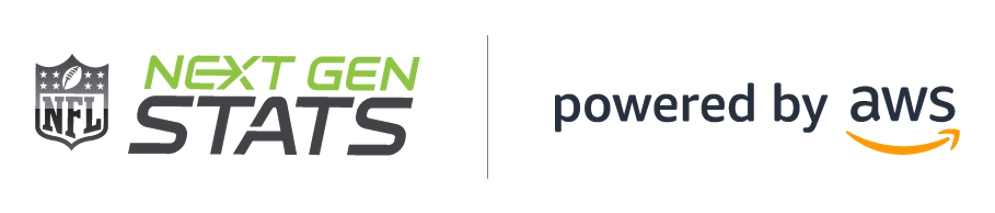 NFL
NEXT GEN
STATS
powered by aws